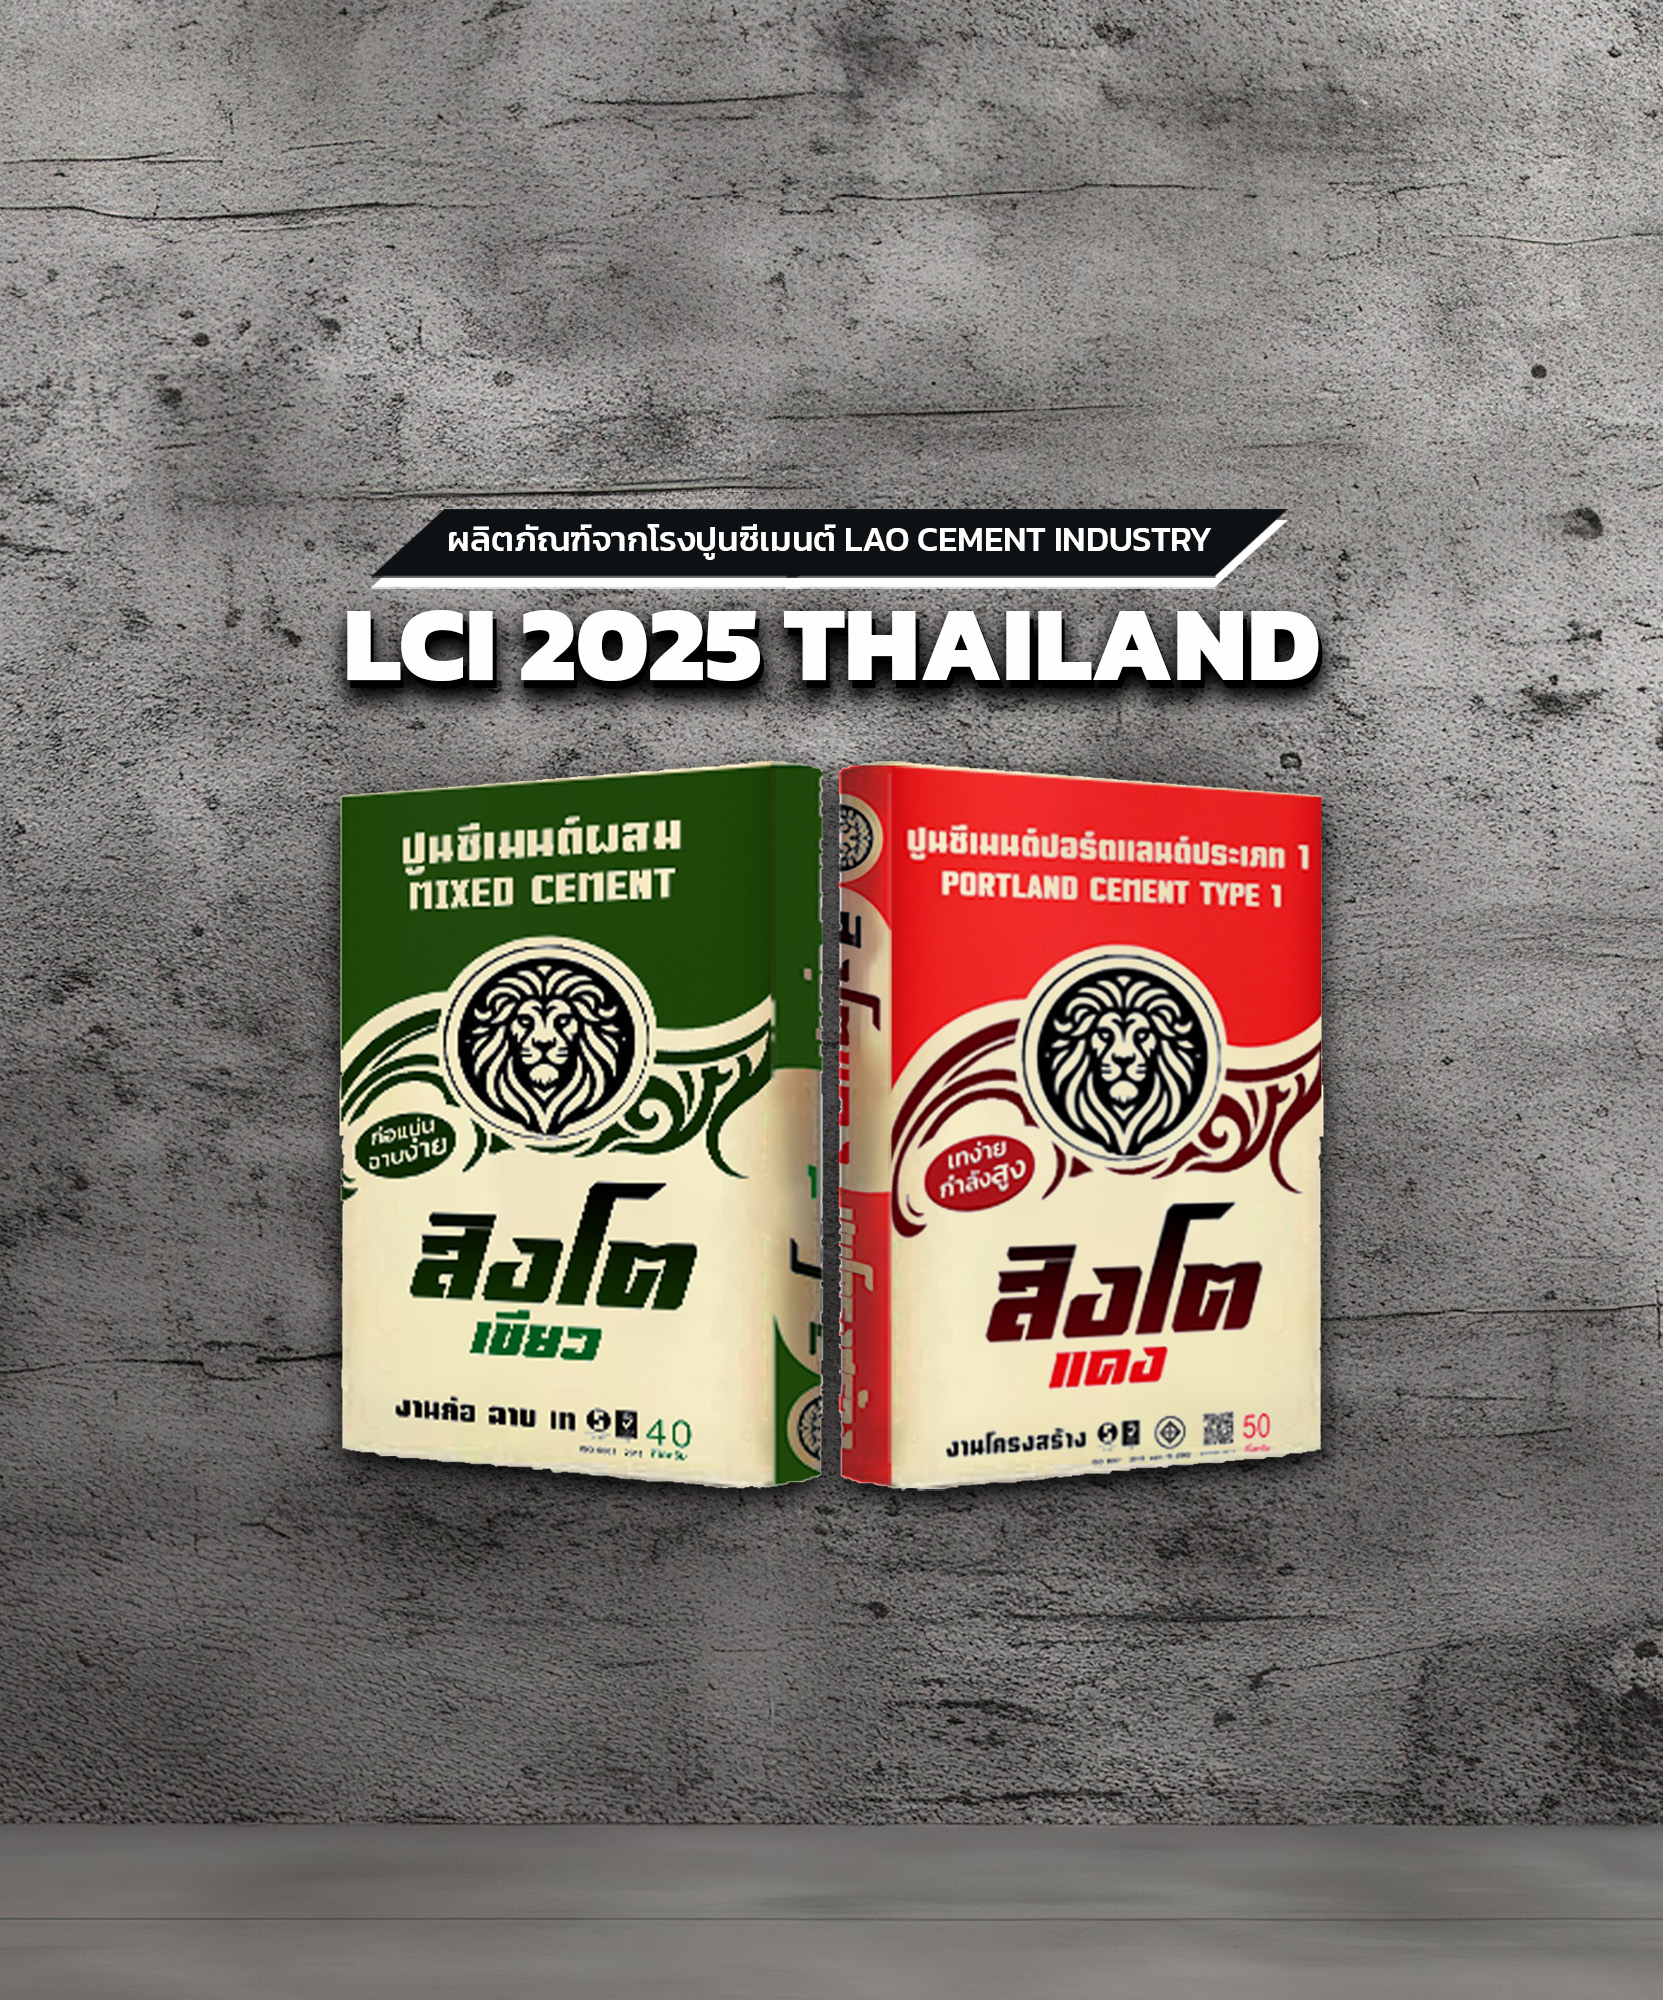 ผลิตภัณฑ์จากโรงปูนซีเมนต์ LAO CEMENT INDUSTRY
LCI 2025 THAILAND
ปูนซีเมนต์ผสม
MIXED CEMENT
ก่อแน่น
ฉาบง่าย
สิงโต
เขียว
งานก่อ ฉาบ เท
40
ปูนซีเมนต์ปอร์ตแลนด์ประเภท 1
PORTLAND CEMENT TYPE 1
เทง่าย
กำลังสูง
สิงโต
แดง
งานโครงสร้าง
50